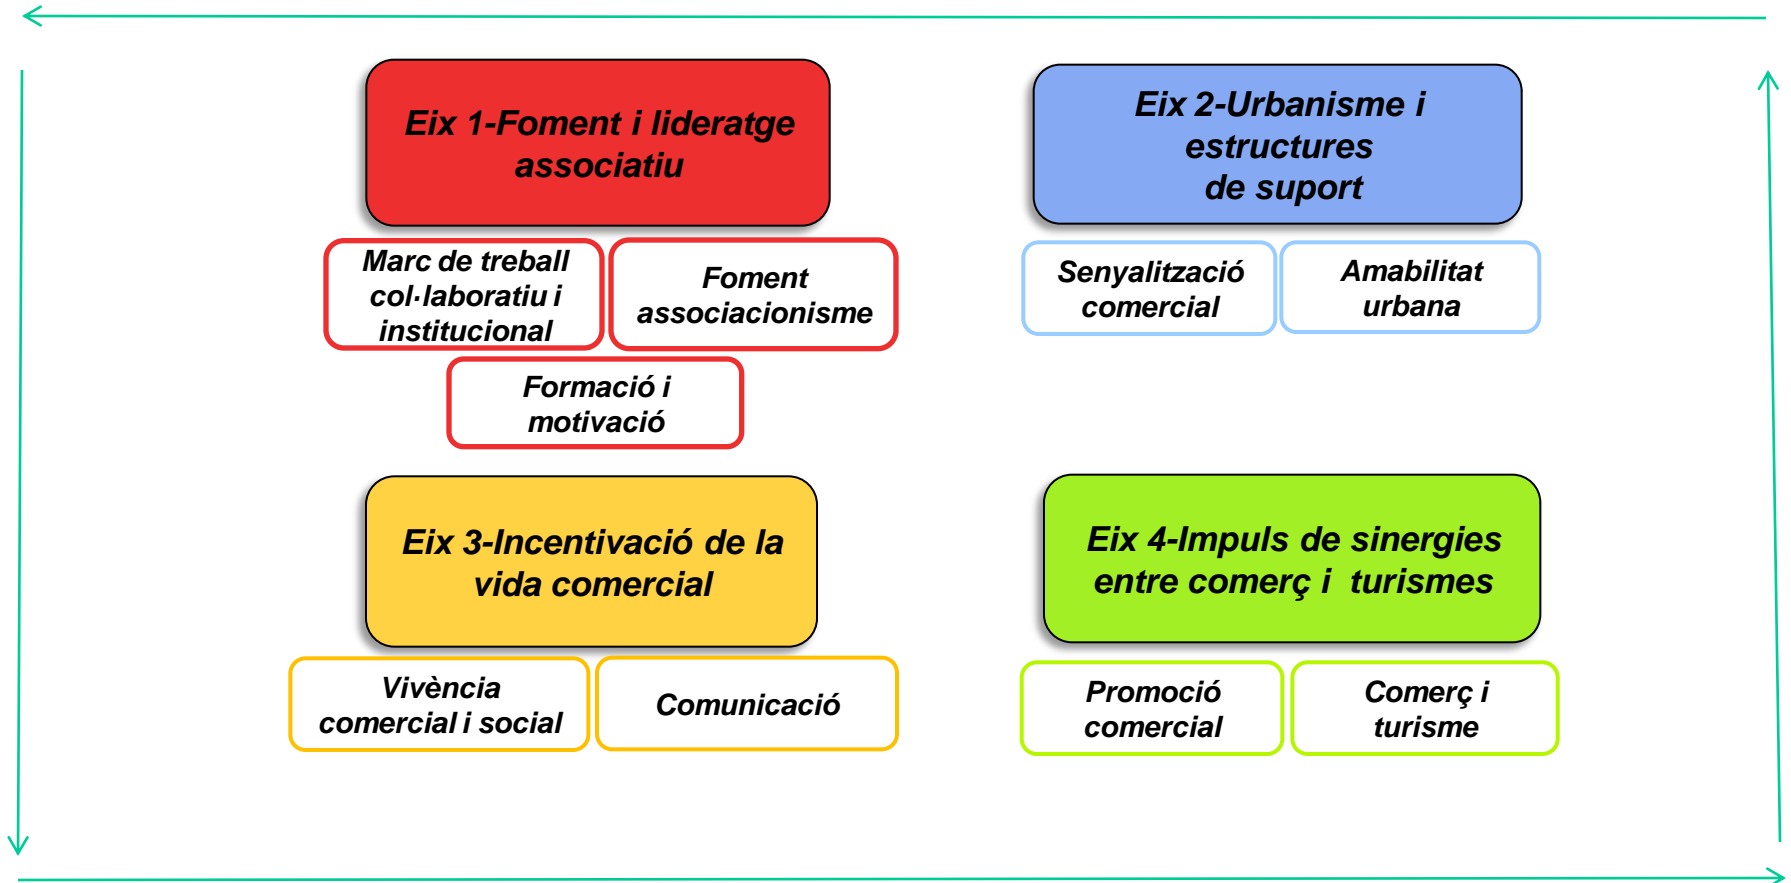 Eix 1-Foment i lideratge
associatiu
Eix 2-Urbanisme i
estructures
de suport
Marc de treball
col·laboratiu i
institucional
Foment
associacionisme
Formació i
motivació
Senyalització
comercial
Amabilitat
urbana
Eix 3-Incentivació de la
vida comercial
Eix 4-Impuls de sinergies
entre comerç i  turismes
Vivència
comercial i social
Comunicació
Promoció
comercial
Comerç i
turisme